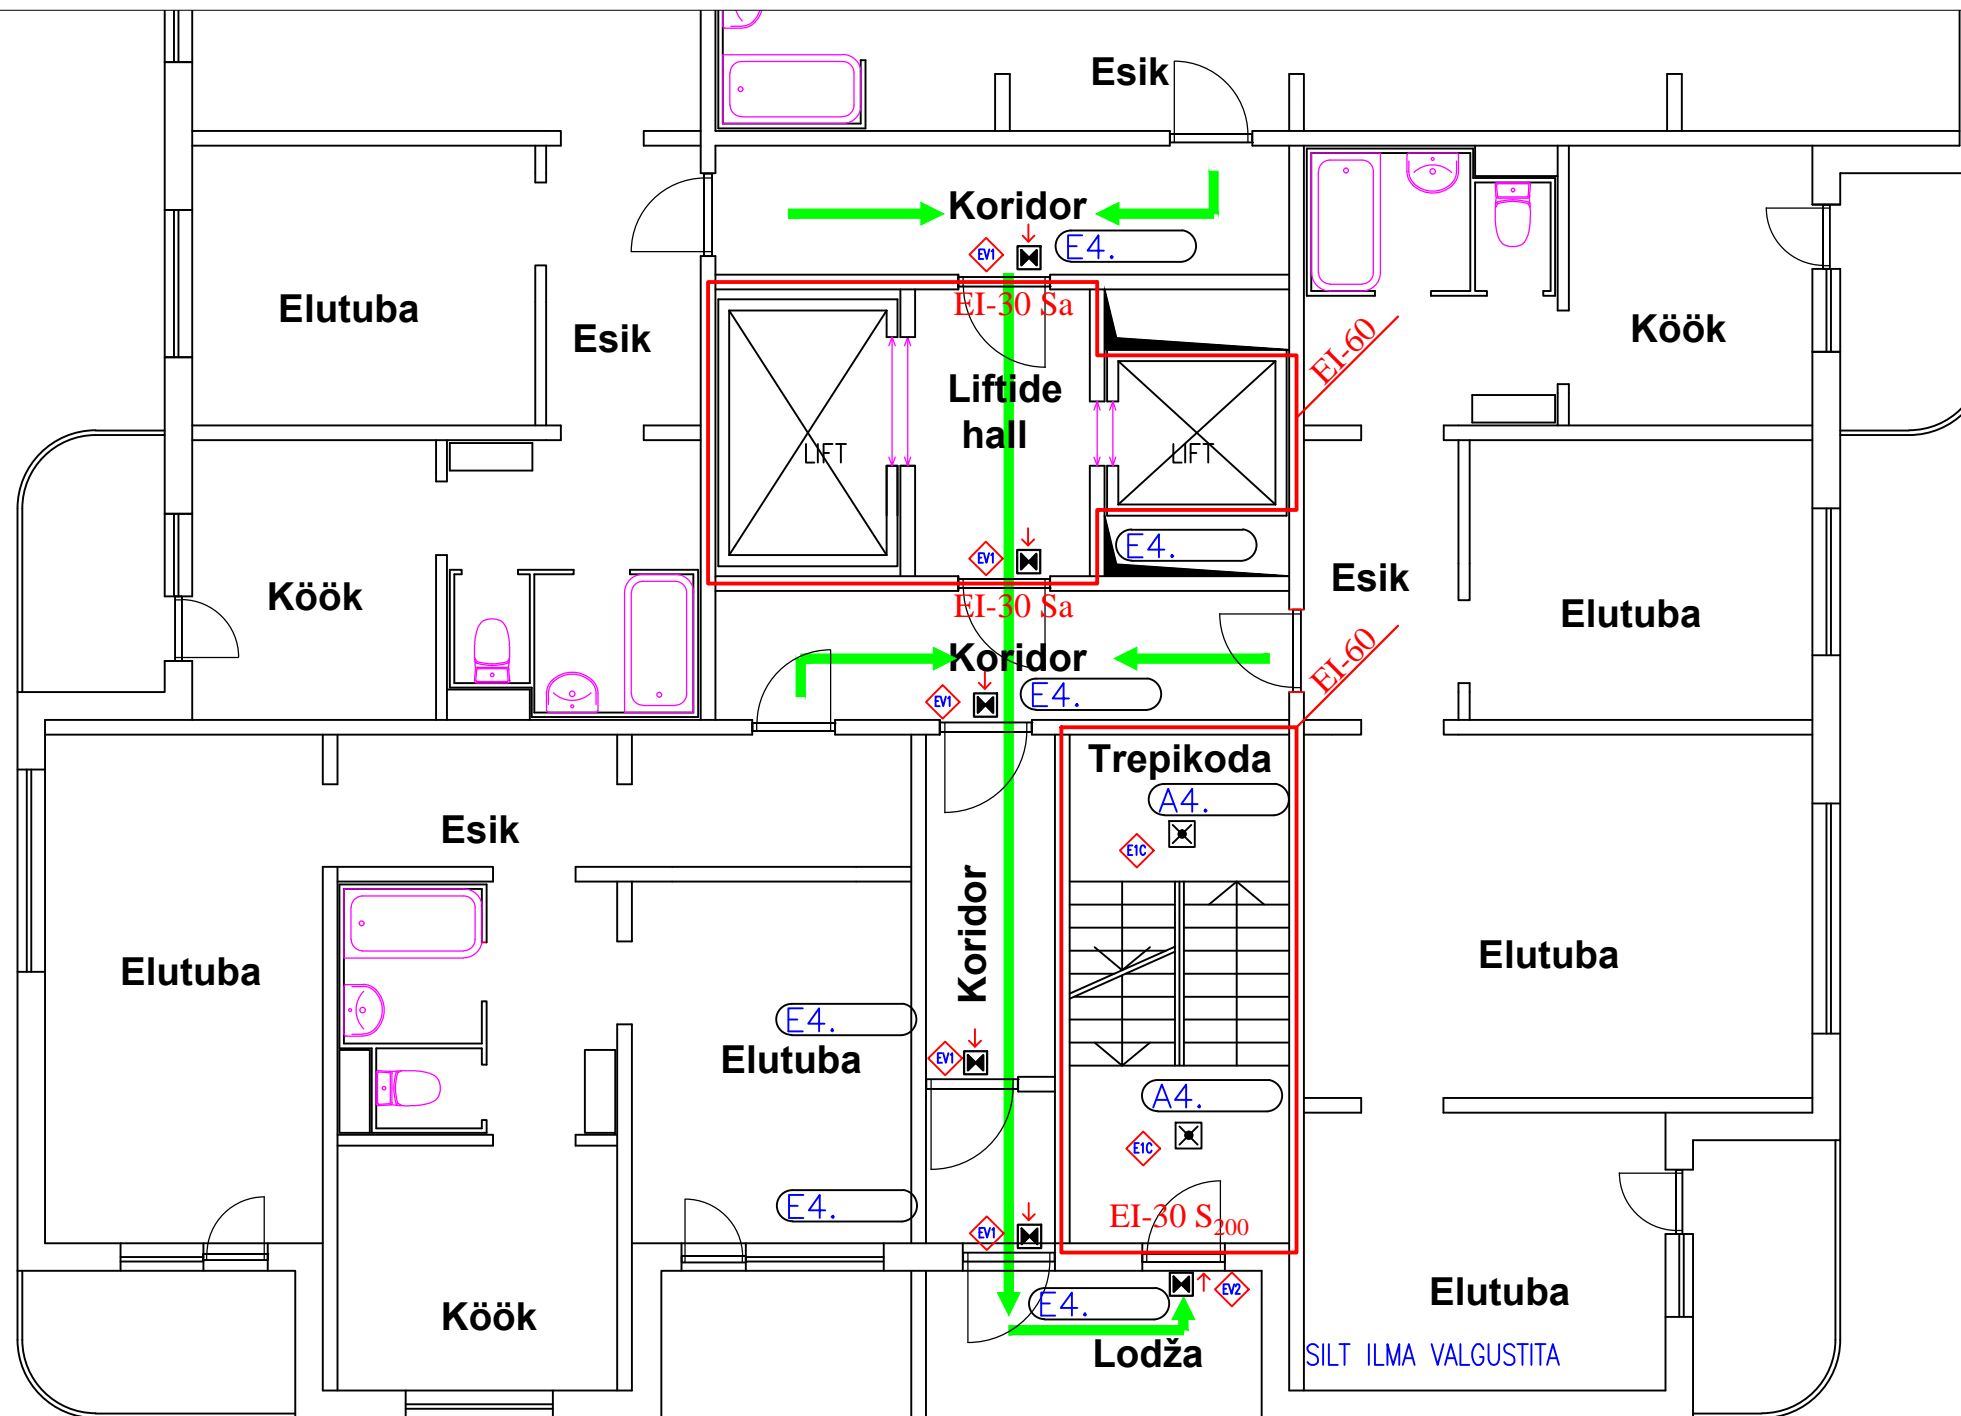 Esik
Koridor
EV1
E4.
EI-30 Sa
Elutuba
Esik
Köök
EI-60
Liftide
hall
LIFT
LIFT
EV1
E4.
Esik
Köök
EI-30 Sa
Elutuba
Koridor
EI-60
EV1
E4.
Trepikoda
A4.
E1C
Esik
Koridor
Elutuba
Elutuba
E4.
Elutuba
EV1
A4.
E1C
E4.
EV1
EI-30 S200
Köök
E4.
EV2
Elutuba
Lodža
SILT ILMA VALGUSTITA